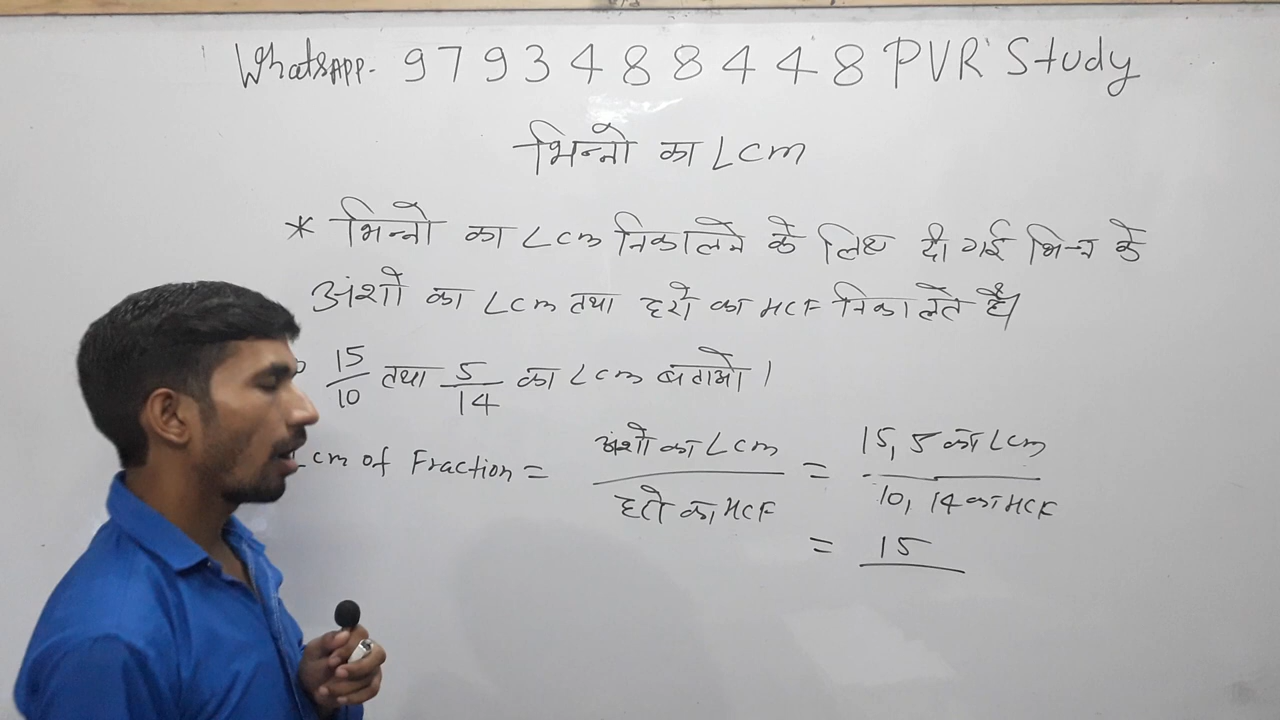 WhatsAPP- 9793488448 PVR Study
भिन्नो का LCM
* भिन्नो का LCM निकालने के लिए दी गई भिन्न के
अंशो का LCM तथा हरो का HCF निकालते है।
15/10 तथा 5/14 का LCM बताओ।
Lcm of Fraction = अंशो का LCM / हरो का HCF = 15, 5 का LCM / 10, 14 का HCF
= 15